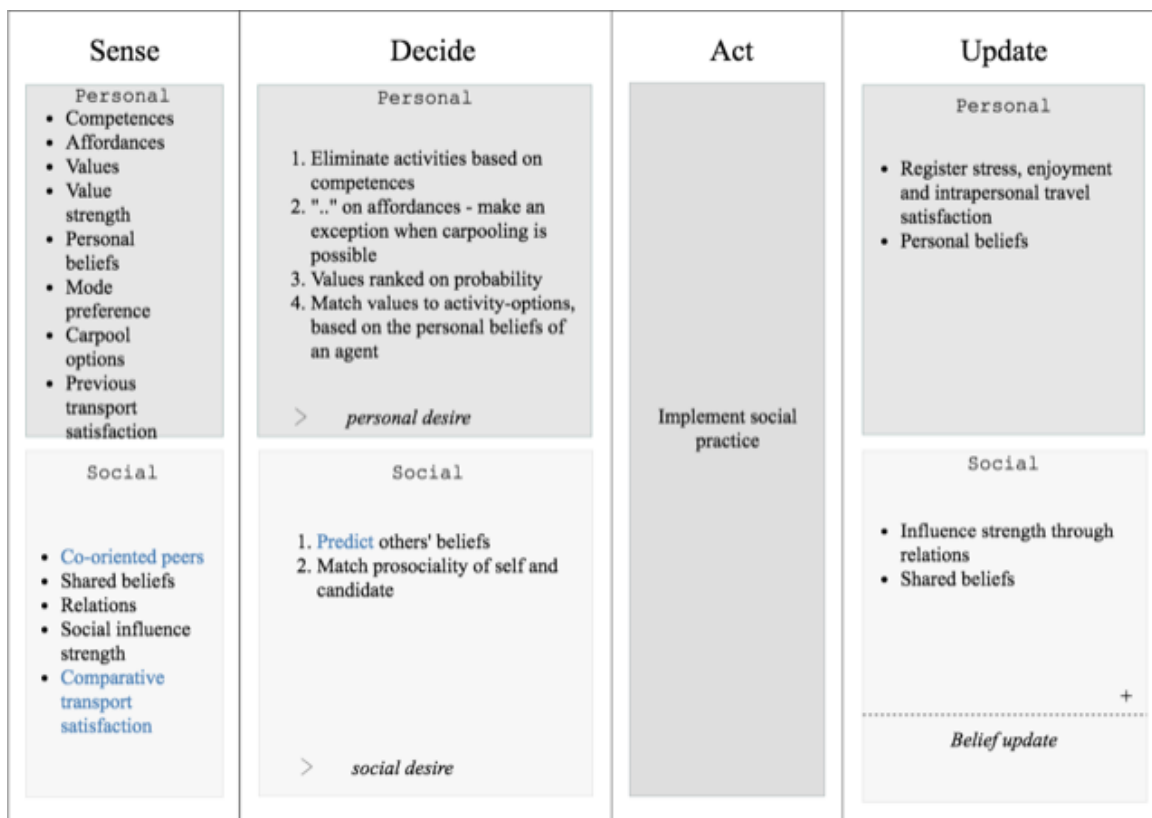 Sense
Personal
• Competences
• Affordances
• Values
• Value
strength
• Personal
beliefs
• Mode
preference
• Carpool
options
• Previous
transport
satisfaction
Social
• Co-oriented peers
• Shared beliefs
• Relations
• Social influence
strength
• Comparative
transport
satisfaction
Decide
Personal
1. Eliminate activities based on
competences
2. ".." on affordances - make an
exception when carpooling is
possible
3. Values ranked on probability
4. Match values to activity-options,
based on the personal beliefs of
an agent
> personal desire
Social
1. Predict others' beliefs
2. Match prosociality of self and
candidate
> social desire
Act
Implement social
practice
Update
Personal
• Register stress, enjoyment
and intrapersonal travel
satisfaction
• Personal beliefs
Social
• Influence strength through
relations
• Shared beliefs
+
Belief update